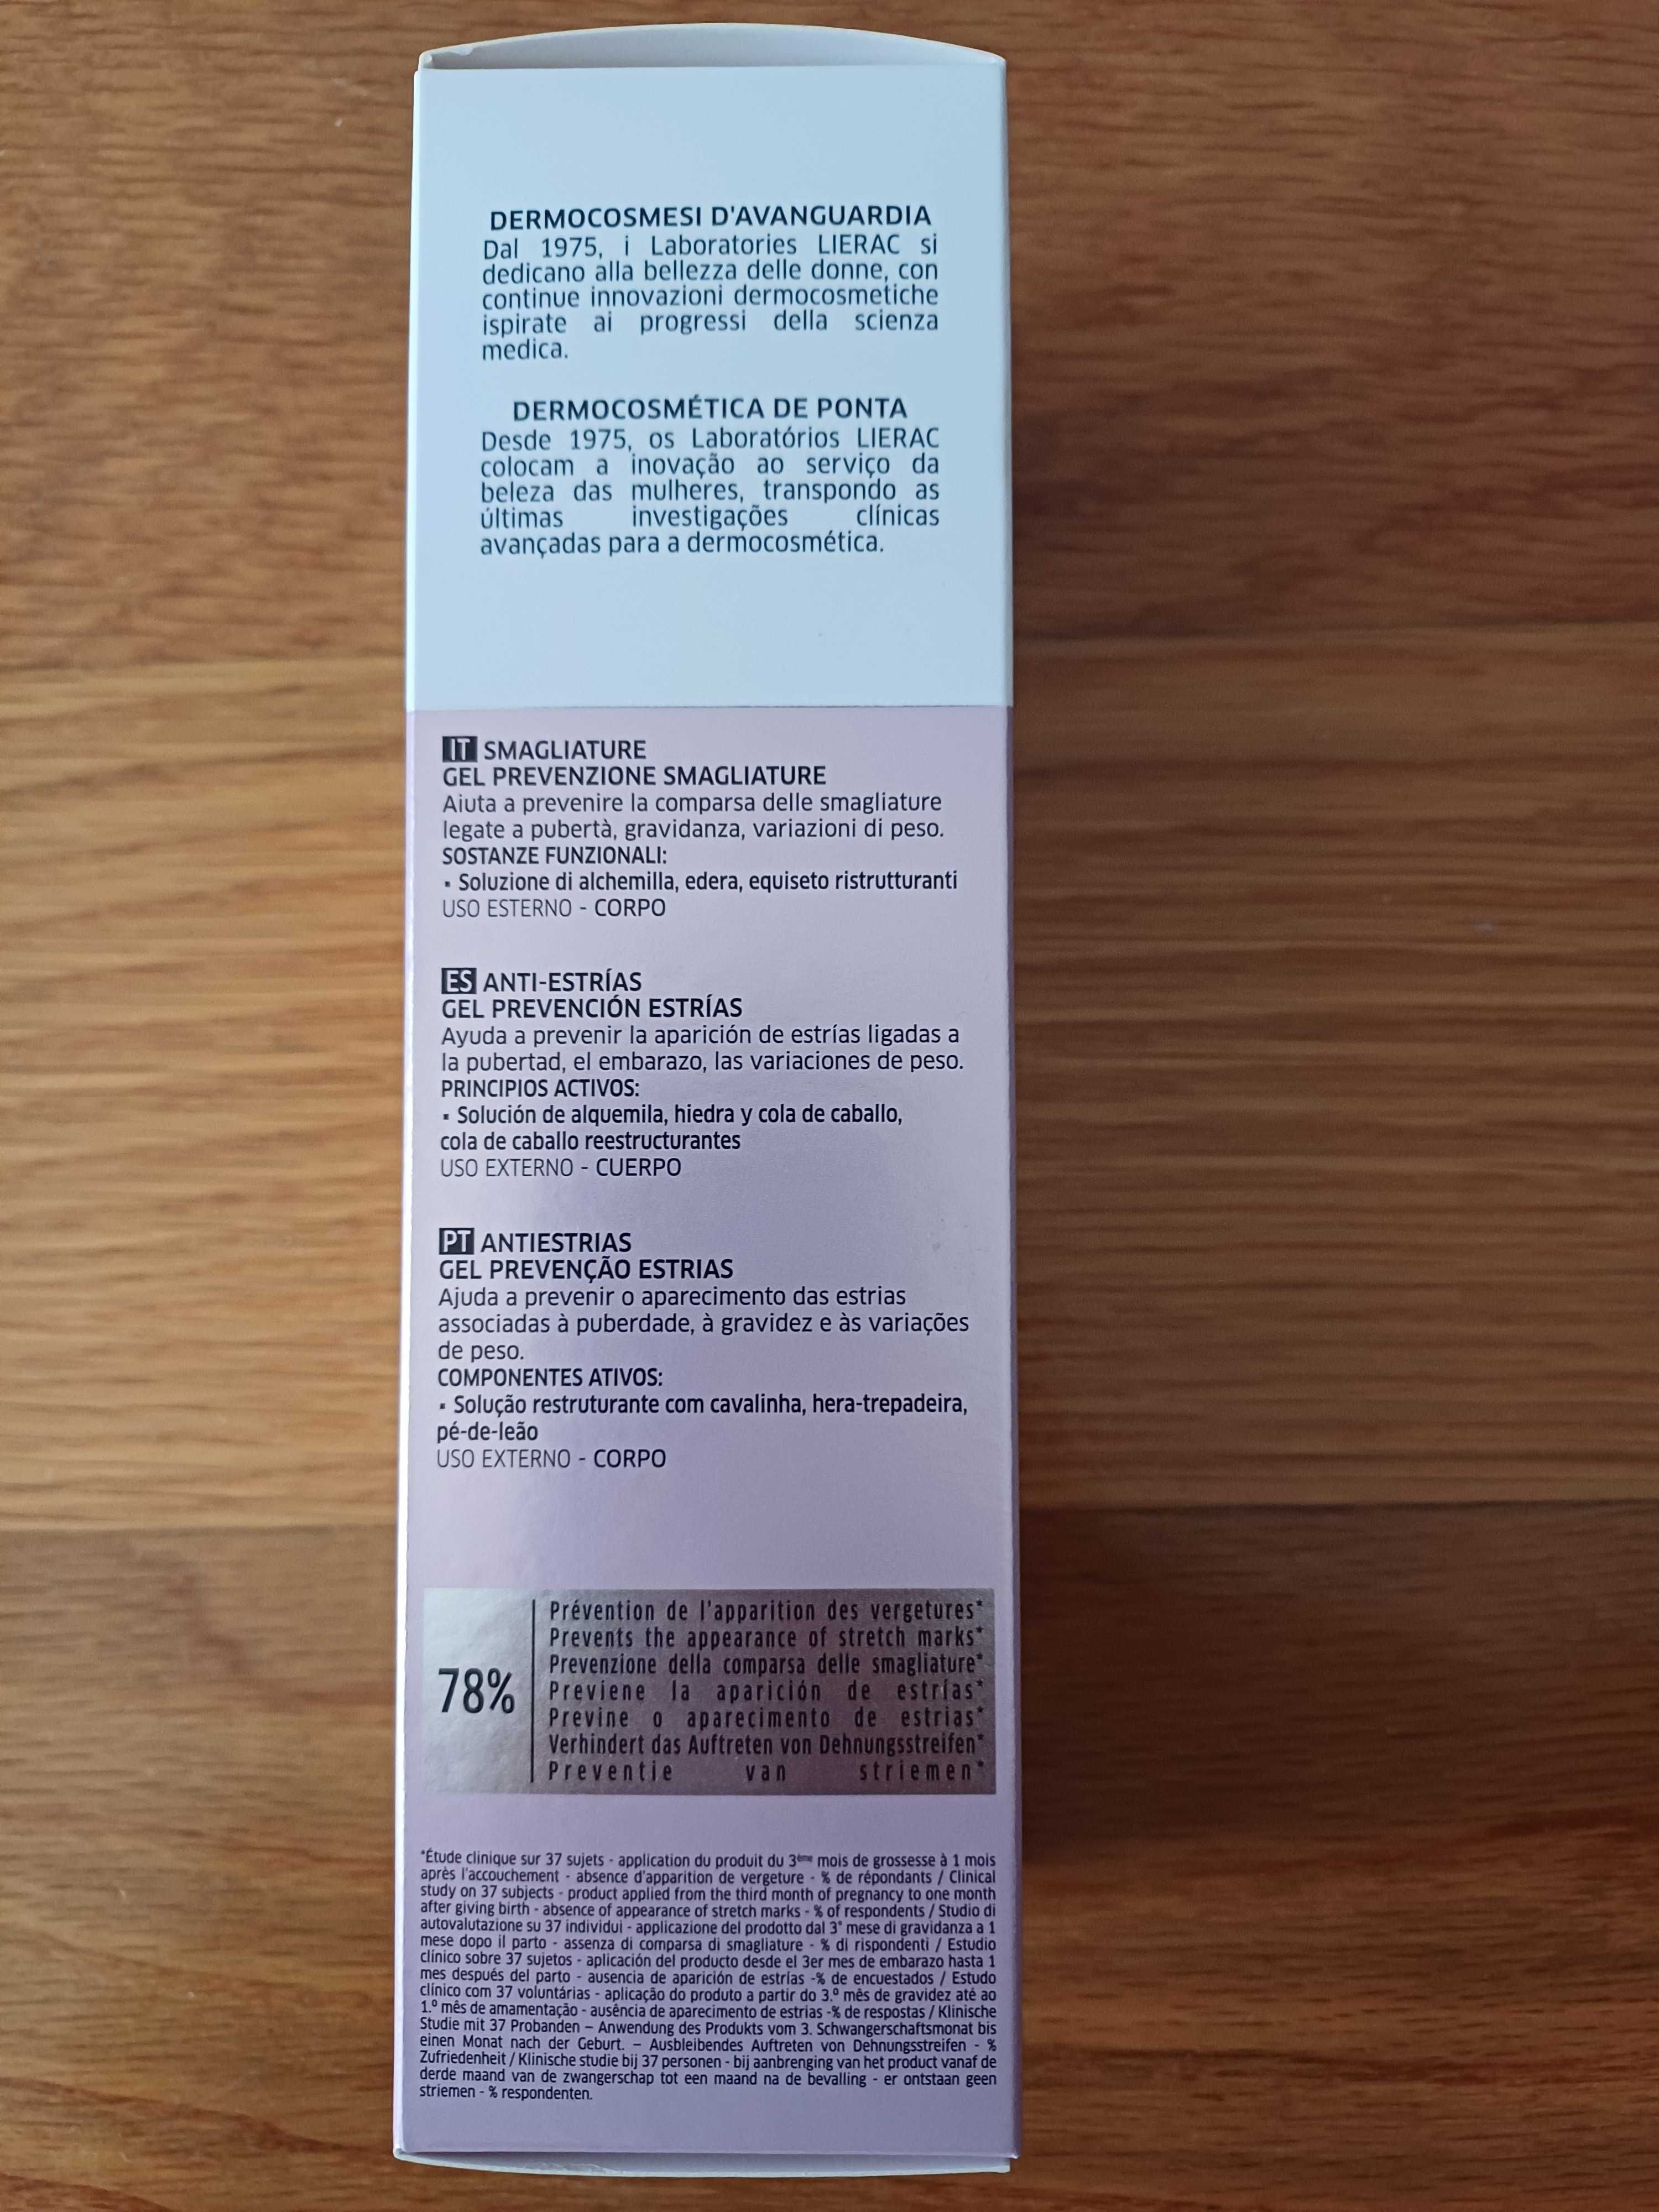 DERMOCOSMESI D'AVANGUARDIA
Dal 1975, i Laboratories LIERAC si
dedicano alla bellezza delle donne, con
continue innovazioni dermocosmetiche
ispirate ai progressi della scienza
medica.
DERMOCOSMÉTICA DE PONTA
Desde 1975, os Laboratórios LIERAC
colocam a inovação ao serviço da
beleza das mulheres, transpondo as
últimas investigações clínicas
avançadas para a dermocosmética.
IT SMAGLIATURE
GEL PREVENZIONE SMAGLIATURE
Aiuta a prevenire la comparsa delle smagliature
legate a pubertà, gravidanza, variazioni di peso.
SOSTANZE FUNZIONALI:
▪ Soluzione di alchemilla, edera, equiseto ristrutturanti
USO ESTERNO - CORPO
ES ANTI-ESTRÍAS
GEL PREVENCIÓN ESTRÍAS
Ayuda a prevenir la aparición de estrías ligadas a
la pubertad, el embarazo, las variaciones de peso.
PRINCIPIOS ACTIVOS:
▪ Solución de alquemila, hiedra y cola de caballo,
cola de caballo reestructurantes
USO EXTERNO - CUERPO
PT ANTIESTRIAS
GEL PREVENÇÃO ESTRIAS
Ajuda a prevenir o aparecimento das estrias
associadas à puberdade, à gravidez e às variações
de peso.
COMPONENTES ATIVOS:
▪ Solução restruturante com cavalinha, hera-trepadeira,
pé-de-leão
USO EXTERNO - CORPO
78%
Prévention de l'apparition des vergetures*
Prevents the appearance of stretch marks*
Prevenzione della comparsa delle smagliature*
Previene la aparición de estrías*
Previne o aparecimento de estrias*
Verhindert das Auftreten von Dehnungsstreifen*
Preventie van striemen*
*Étude clinique sur 37 sujets - application du produit du 3ème mois de grossesse à 1 mois
après l'accouchement - absence d'apparition de vergeture - % de répondants / Clinical
study on 37 subjects - product applied from the third month of pregnancy to one month
after giving birth - absence of appearance of stretch marks - % of respondents / Studio di
autovalutazione su 37 individui - applicazione del prodotto dal 3° mese di gravidanza a 1
mese dopo il parto - assenza di comparsa di smagliature - % di rispondenti / Estudio
clínico sobre 37 sujetos - aplicación del producto desde el 3er mes de embarazo hasta 1
mes después del parto - ausencia de aparición de estrías -% de encuestados / Estudo
clínico com 37 voluntárias - aplicação do produto a partir do 3.º mês de gravidez até ao
1.º mês de amamentação - ausência de aparecimento de estrias -% de respostas / Klinische
Studie mit 37 Probanden – Anwendung des Produkts vom 3. Schwangerschaftsmonat bis
einen Monat nach der Geburt. – Ausbleibendes Auftreten von Dehnungsstreifen - %
Zufriedenheit / Klinische studie bij 37 personen - bij aanbrenging van het product vanaf de
derde maand van de zwangerschap tot een maand na de bevalling - er ontstaan geen
striemen - % respondenten.